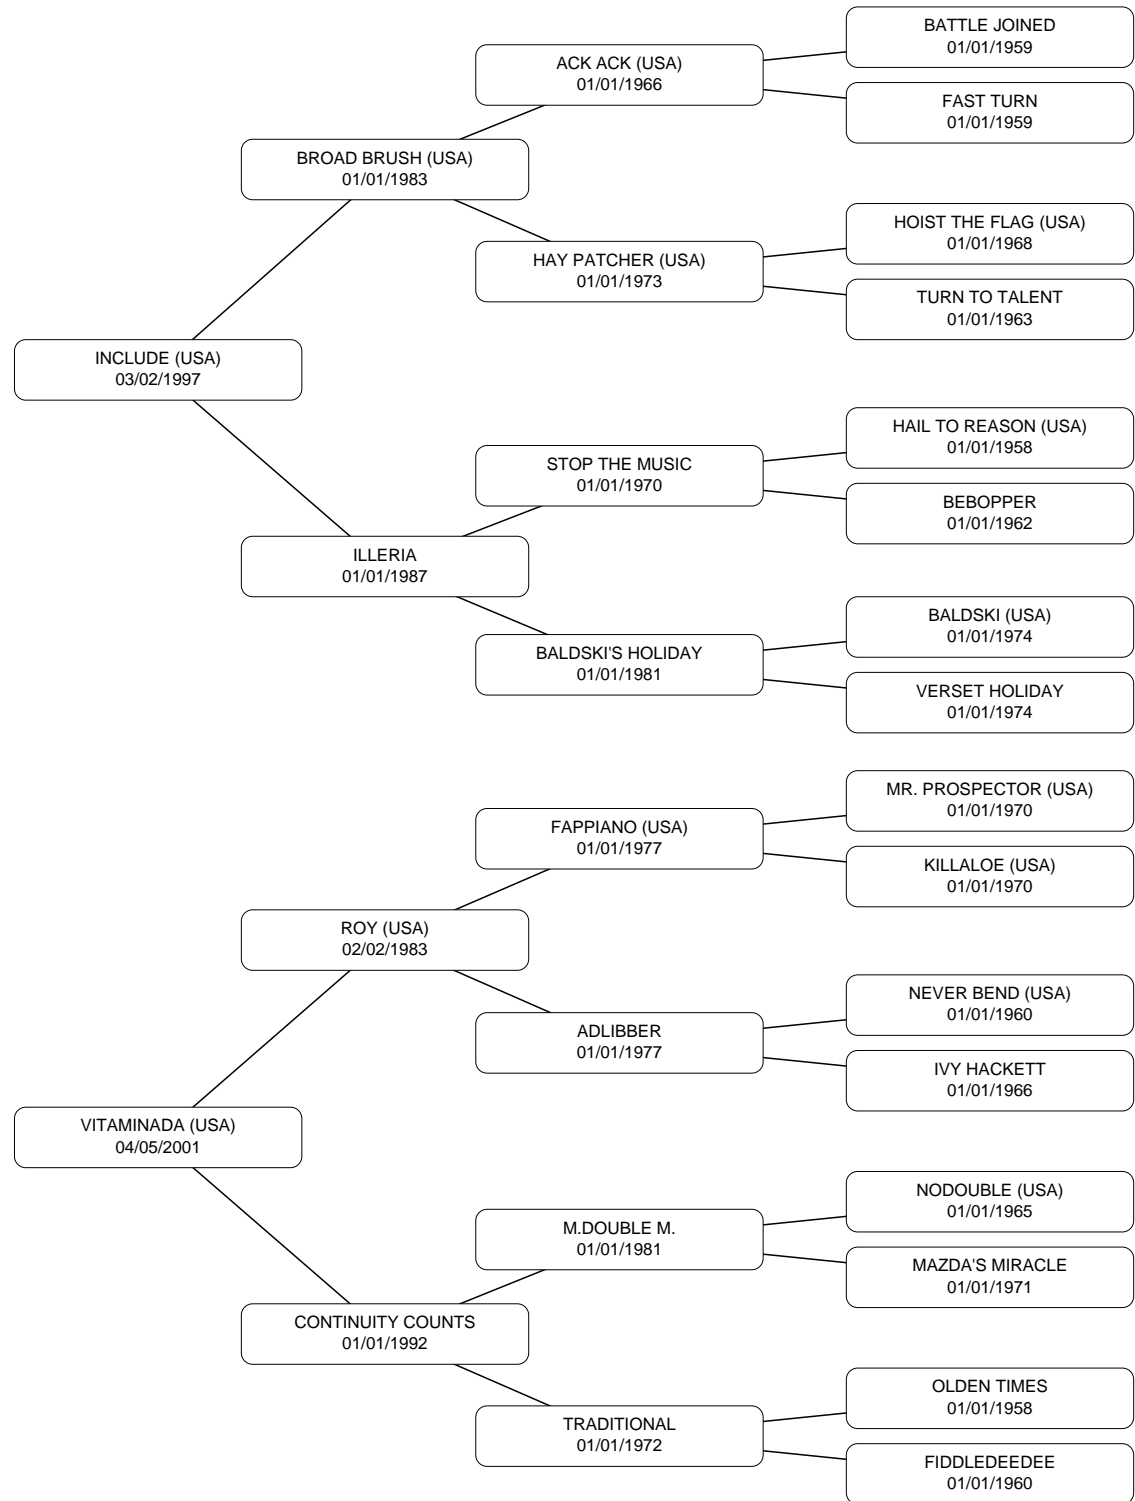 BATTLE JOINED
01/01/1959
ACK ACK (USA)
01/01/1966
FAST TURN
01/01/1959
BROAD BRUSH (USA)
01/01/1983
HOIST THE FLAG (USA)
01/01/1968
HAY PATCHER (USA)
01/01/1973
TURN TO TALENT
01/01/1963
INCLUDE (USA)
03/02/1997
HAIL TO REASON (USA)
01/01/1958
STOP THE MUSIC
01/01/1970
BEBOPPER
01/01/1962
ILLERIA
01/01/1987
BALDSKI (USA)
01/01/1974
BALDSKI'S HOLIDAY
01/01/1981
VERSET HOLIDAY
01/01/1974
MR. PROSPECTOR (USA)
01/01/1970
FAPPIANO (USA)
01/01/1977
KILLALOE (USA)
01/01/1970
ROY (USA)
02/02/1983
NEVER BEND (USA)
01/01/1960
ADLIBBER
01/01/1977
IVY HACKETT
01/01/1966
VITAMINADA (USA)
04/05/2001
NODOUBLE (USA)
01/01/1965
M.DOUBLE M.
01/01/1981
MAZDA'S MIRACLE
01/01/1971
CONTINUITY COUNTS
01/01/1992
OLDEN TIMES
01/01/1958
TRADITIONAL
01/01/1972
FIDDLEDEEDEE
01/01/1960